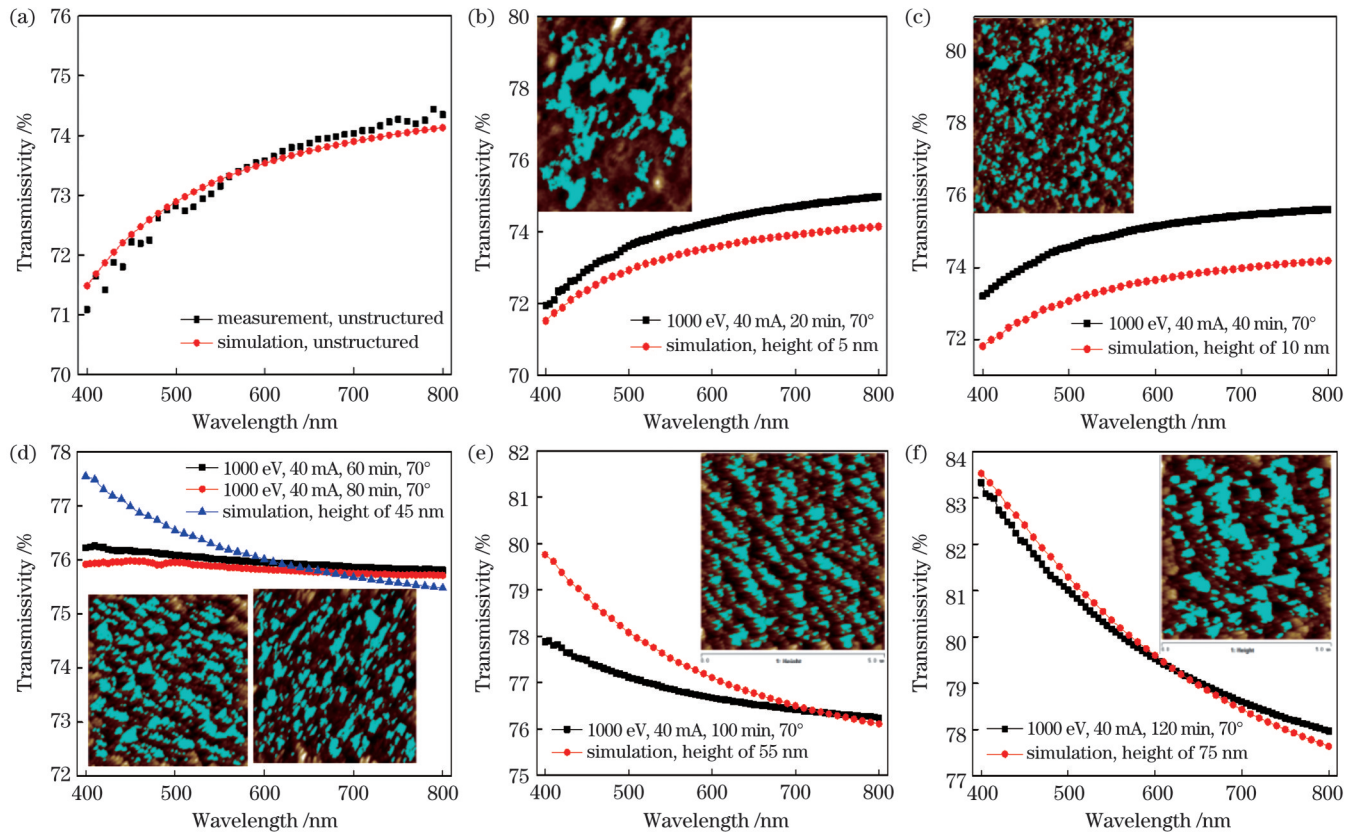 (a)
76
75
74
73
72
71
70
Transmissivity /%
measurement, unstructured
simulation, unstructured
400 500 600 700 800
Wavelength /nm
(b)
80
78
76
74
72
70
Transmissivity /%
1000 eV, 40 mA, 20 min, 70°
simulation, height of 5 nm
400 500 600 700 800
Wavelength /nm
(c)
80
78
76
74
72
Transmissivity /%
1000 eV, 40 mA, 40 min, 70°
simulation, height of 10 nm
400 500 600 700 800
Wavelength /nm
(d)
78
77
76
75
74
73
72
Transmissivity /%
1000 eV, 40 mA, 60 min, 70°
1000 eV, 40 mA, 80 min, 70°
simulation, height of 45 nm
400 500 600 700 800
Wavelength /nm
(e)
82
81
80
79
78
77
76
75
Transmissivity /%
1000 eV, 40 mA, 100 min, 70°
simulation, height of 55 nm
400 500 600 700 800
Wavelength /nm
(f)
84
83
82
81
80
79
78
77
Transmissivity /%
1: Height
1000 eV, 40 mA, 120 min, 70°
simulation, height of 75 nm
400 500 600 700 800
Wavelength /nm